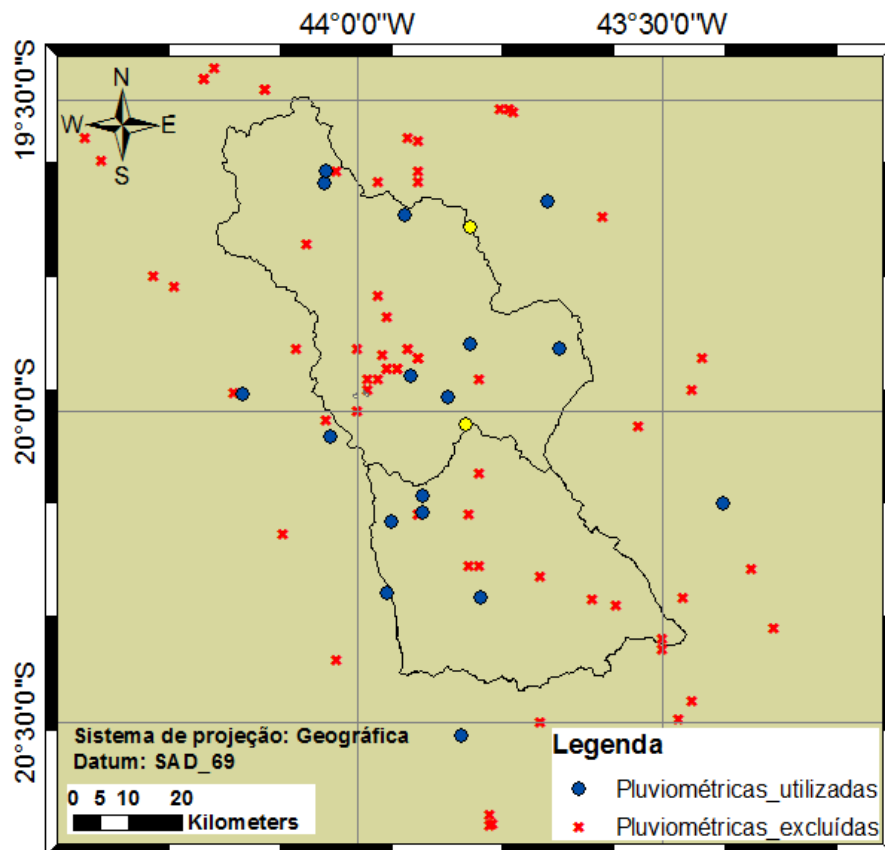 44°0'0"W 43°30'0"W
19°30'0"S
20°0'0"S
20°30'0"S
N
W E
S
Sistema de projeção: Geográfica
Datum: SAD_69
0 5 10 20
Kilometers
Legenda
Pluviométricas_utilizadas
Pluviométricas_excluídas